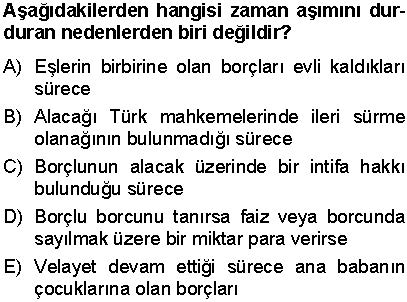 Aşağıdakilerden hangisi zaman aşımını dur-
duran nedenlerden biri değildir?
A) Eşlerin birbirine olan borçları evli kaldıkları
sürece
B) Alacağı Türk mahkemelerinde ileri sürme
olanağının bulunmadığı sürece
C) Borçlunun alacak üzerinde bir intifa hakkı
bulunduğu sürece
D) Borçlu borcunu tanırsa faiz veya borcunda
sayılmak üzere bir miktar para verirse
E) Velayet devam ettiği sürece ana babanın
çocuklarına olan borçları